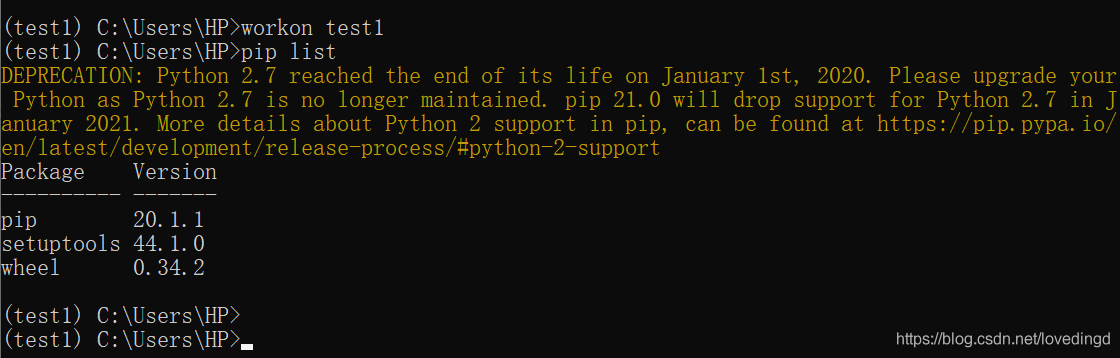 (test1) C:\Users\HP>workon test1
(test1) C:\Users\HP>pip list
DEPRECATION: Python 2.7 reached the end of its life on January 1st, 2020. Please upgrade your
 Python as Python 2.7 is no longer maintained. pip 21.0 will drop support for Python 2.7 in J
anuary 2021. More details about Python 2 support in pip, can be found at https://pip.pypa.io/
en/latest/development/release-process/#python-2-support
Package    Version
---------- -------
pip        20.1.1
setuptools 44.1.0
wheel      0.34.2
(test1) C:\Users\HP>
(test1) C:\Users\HP>
https://blog.csdn.net/lovedingd